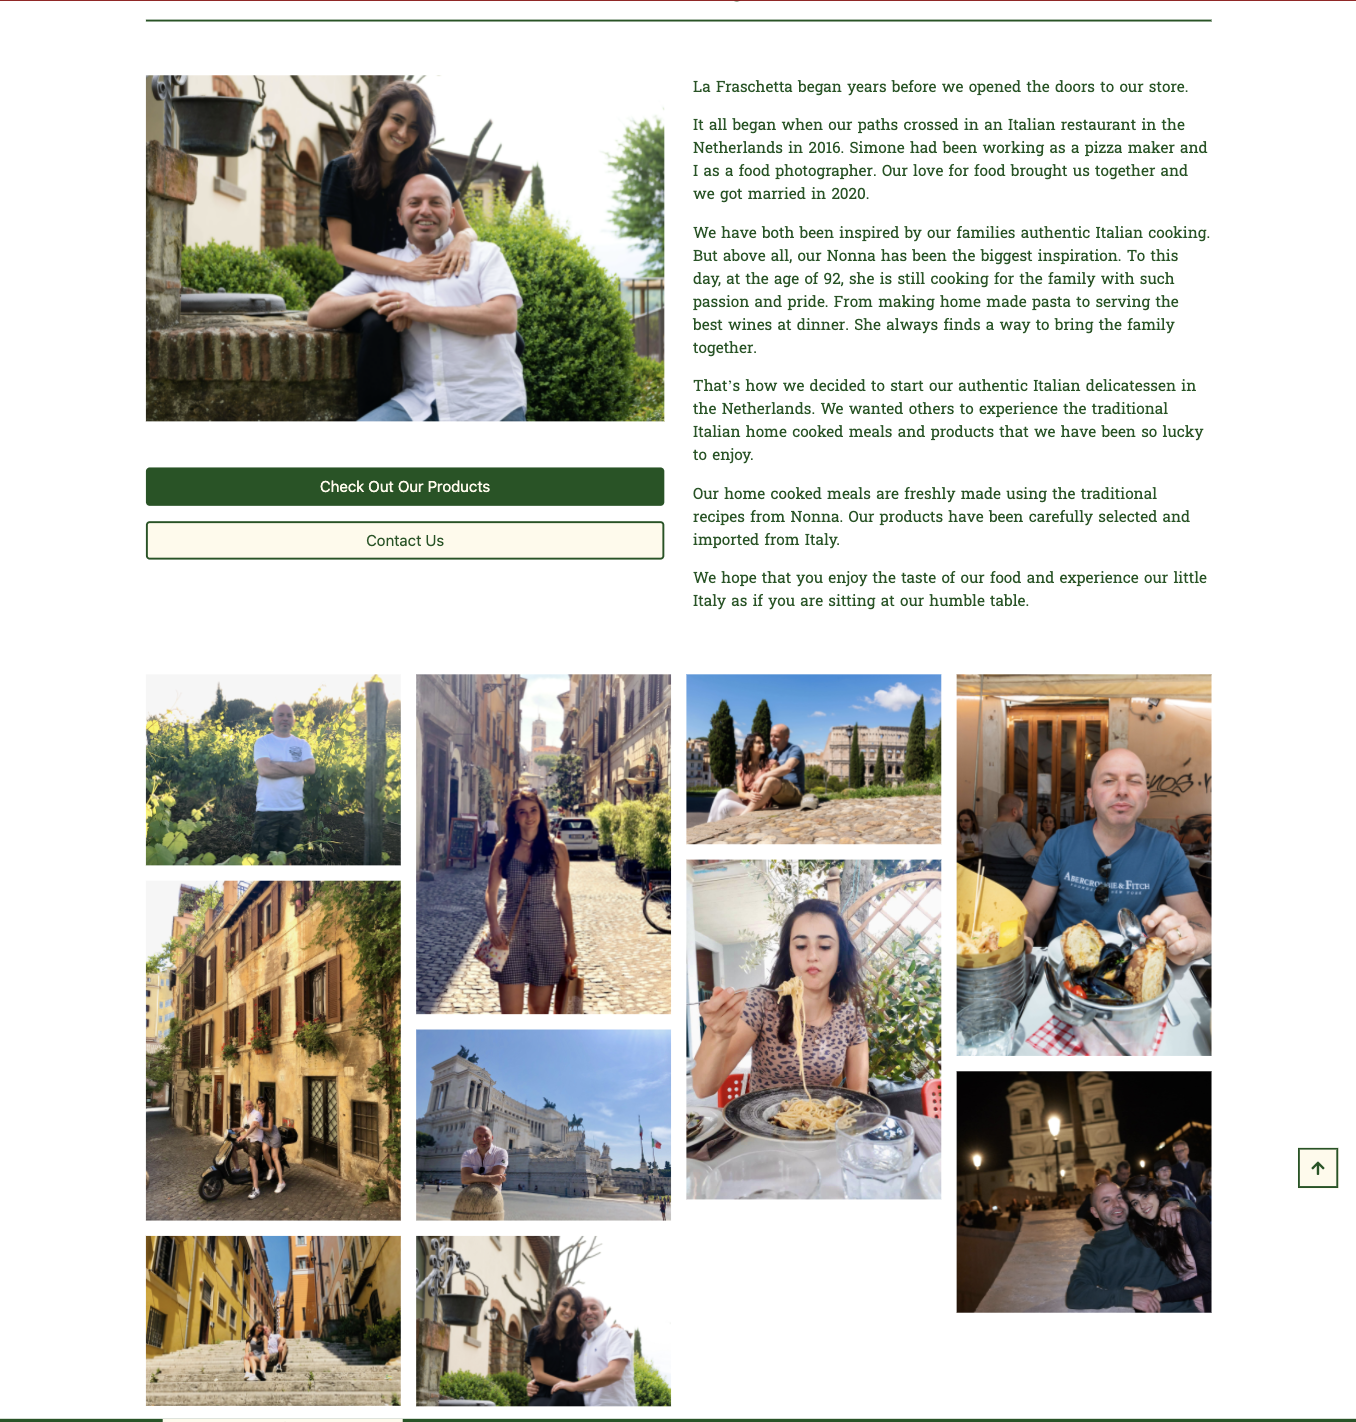 La Fraschetta began years before we opened the doors to our store.
It all began when our paths crossed in an Italian restaurant in the
Netherlands in 2016. Simone had been working as a pizza maker and
I as a food photographer. Our love for food brought us together and
we got married in 2020.
We have both been inspired by our families authentic Italian cooking.
But above all, our Nonna has been the biggest inspiration. To this
day, at the age of 92, she is still cooking for the family with such
passion and pride. From making home made pasta to serving the
best wines at dinner. She always finds a way to bring the family
together.
That's how we decided to start our authentic Italian delicatessen in
the Netherlands. We wanted others to experience the traditional
Italian home cooked meals and products that we have been so lucky
to enjoy.
Our home cooked meals are freshly made using the traditional
recipes from Nonna. Our products have been carefully selected and
imported from Italy.
We hope that you enjoy the taste of our food and experience our little
Italy as if you are sitting at our humble table.
Check Out Our Products
Contact Us